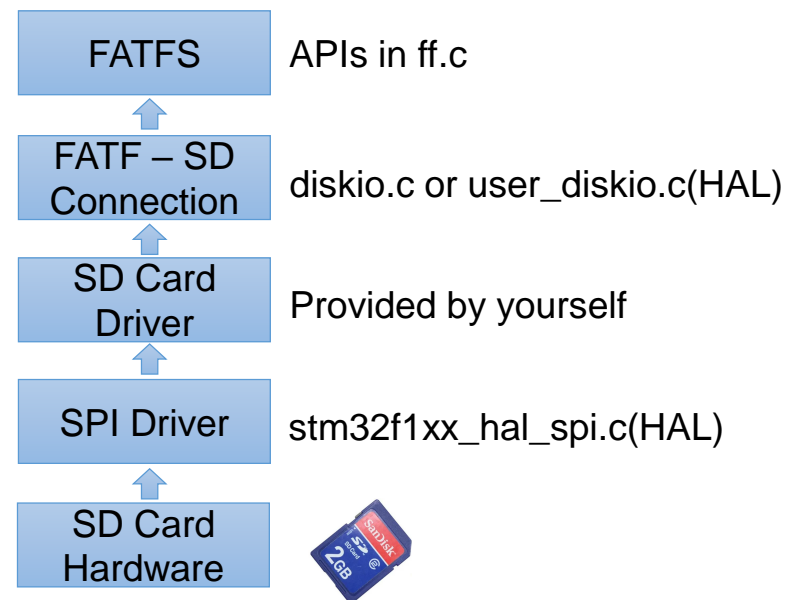 FATFS
APIs in ff.c
FATF – SD
Connection
diskio.c or user_diskio.c(HAL)
SD Card
Driver
Provided by yourself
SPI Driver
stm32f1xx_hal_spi.c(HAL)
SD Card
Hardware
SanDisk
SD
2GB